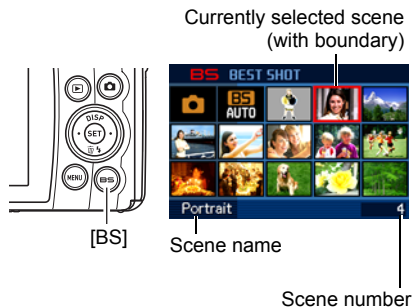 Currently selected scene
(with boundary)
BS BEST SHOT
BS
AUTO
DISP
SET
MENU
BS
Portrait
4
[BS]
Scene name
Scene number